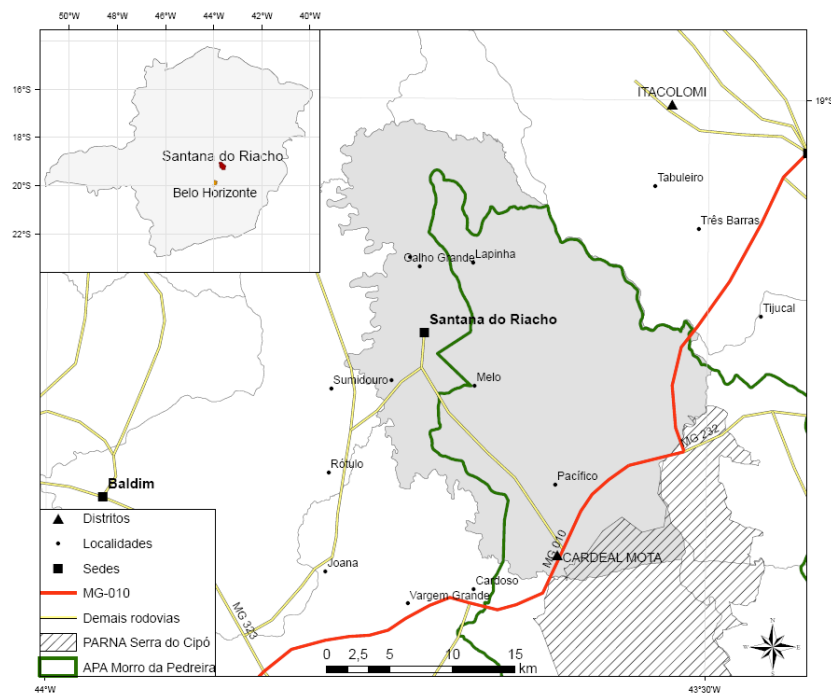 50°W 48°W 46°W 44°W 42°W 40°W
16°S
18°S
20°S
22°S
Santana do Riacho
Belo Horizonte
19°S
ITACOLOMI
Tabuleiro
Três Barras
Tijucal
Galho Grande
Lapinha
Santana do Riacho
Sumidouro
Melo
MG 232
Rótulo
Pacífico
Baldim
MG 010
CARDEAL MOTA
Joana
Cardoso
Vargem Grande
MG 323
Distritos
Localidades
Sedes
MG-010
Demais rodovias
PARNA Serra do Cipó
APA Morro da Pedreira
0 2,5 5 10 15
km
N
W E
S
44°W 43°30'W